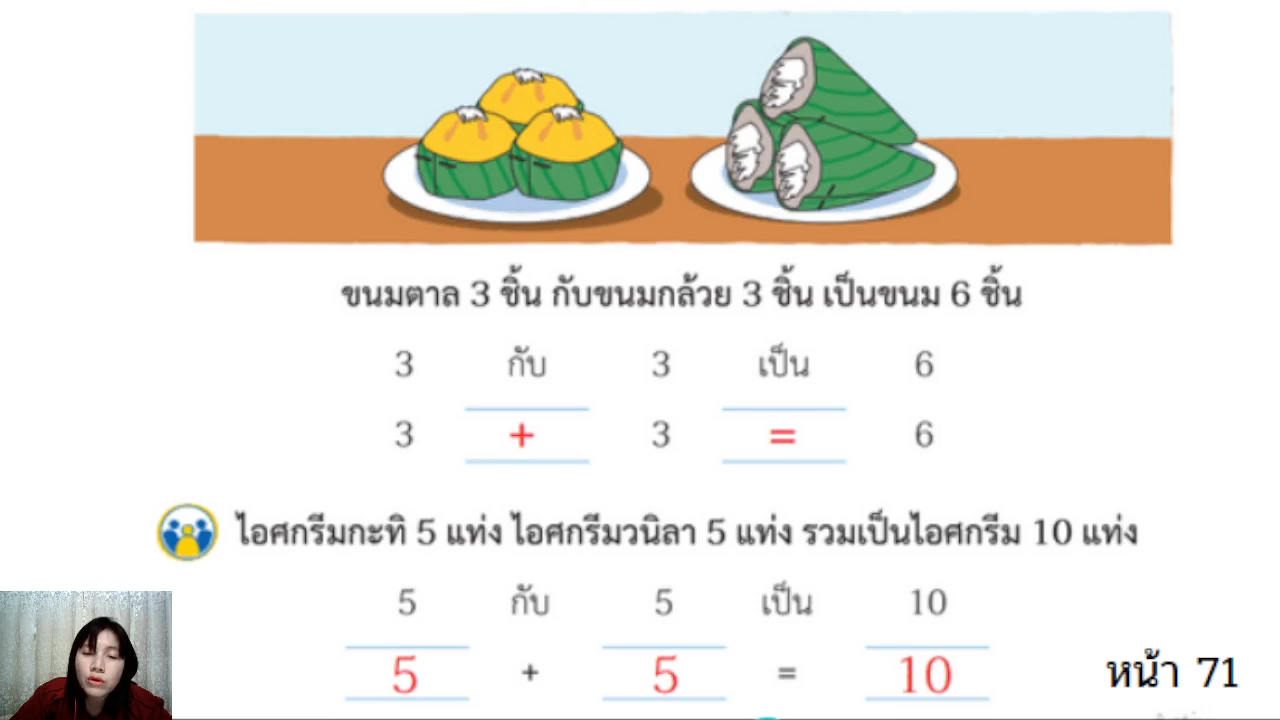 ขนมตาล 3 ชิ้น กับขนมกล้วย 3 ชิ้น เป็นขนม 6 ชิ้น
3 กับ 3 เป็น 6
3 + 3 = 6
ไอศกรีมกะทิ 5 แท่ง ไอศกรีมวนิลา 5 แท่ง รวมเป็นไอศกรีม 10 แท่ง
5 กับ 5 เป็น 10
5 + 5 = 10
หน้า 71